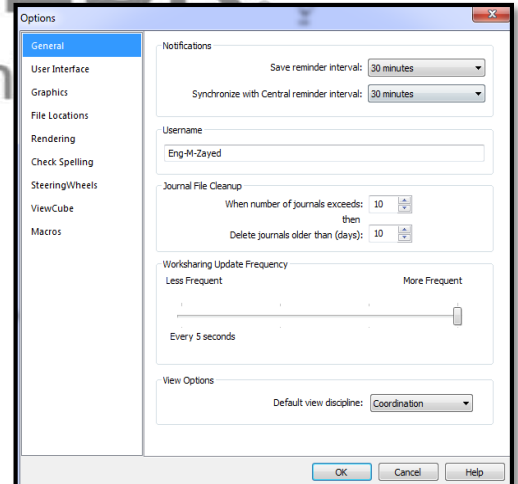 Options
General
User Interface
Graphics
File Locations
Rendering
Check Spelling
SteeringWheels
ViewCube
Macros
Notifications
Save reminder interval: 30 minutes
Synchronize with Central reminder interval: 30 minutes
Username
Eng-M-Zayed
Journal File Cleanup
When number of journals exceeds: 10
then
Delete journals older than (days): 10
Worksharing Update Frequency
Less Frequent More Frequent
Every 5 seconds
View Options
Default view discipline: Coordination
OK Cancel Help